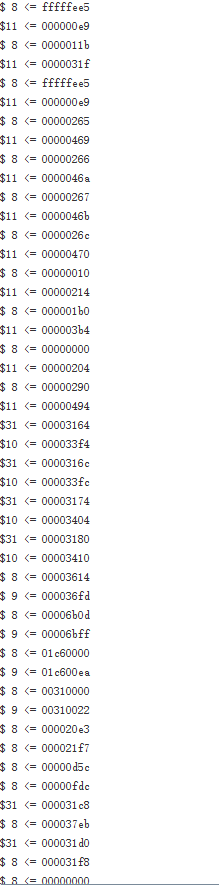 $ 8 <= fffffee5
$11 <= 000000e9
$ 8 <= 0000011b
$11 <= 0000031f
$ 8 <= fffffee5
$11 <= 000000e9
$ 8 <= 00000265
$11 <= 00000469
$ 8 <= 00000266
$11 <= 0000046a
$ 8 <= 00000267
$11 <= 0000046b
$ 8 <= 0000026c
$11 <= 00000470
$ 8 <= 00000010
$11 <= 00000214
$ 8 <= 000001b0
$11 <= 000003b4
$ 8 <= 00000000
$11 <= 00000204
$ 8 <= 00000290
$11 <= 00000494
$31 <= 00003164
$10 <= 000033f4
$31 <= 0000316c
$10 <= 000033fc
$31 <= 00003174
$10 <= 00003404
$31 <= 00003180
$10 <= 00003410
$ 8 <= 00003614
$ 9 <= 000036fd
$ 8 <= 00006b0d
$ 9 <= 00006bff
$ 8 <= 01c60000
$ 9 <= 01c600ea
$ 8 <= 00310000
$ 9 <= 00310022
$ 8 <= 000020e3
$ 8 <= 000021f7
$ 8 <= 00000d5c
$ 8 <= 00000fdc
$31 <= 000031c8
$ 8 <= 000037eb
$31 <= 000031d0
$ 8 <= 000031f8
$ 8 <= 00000000